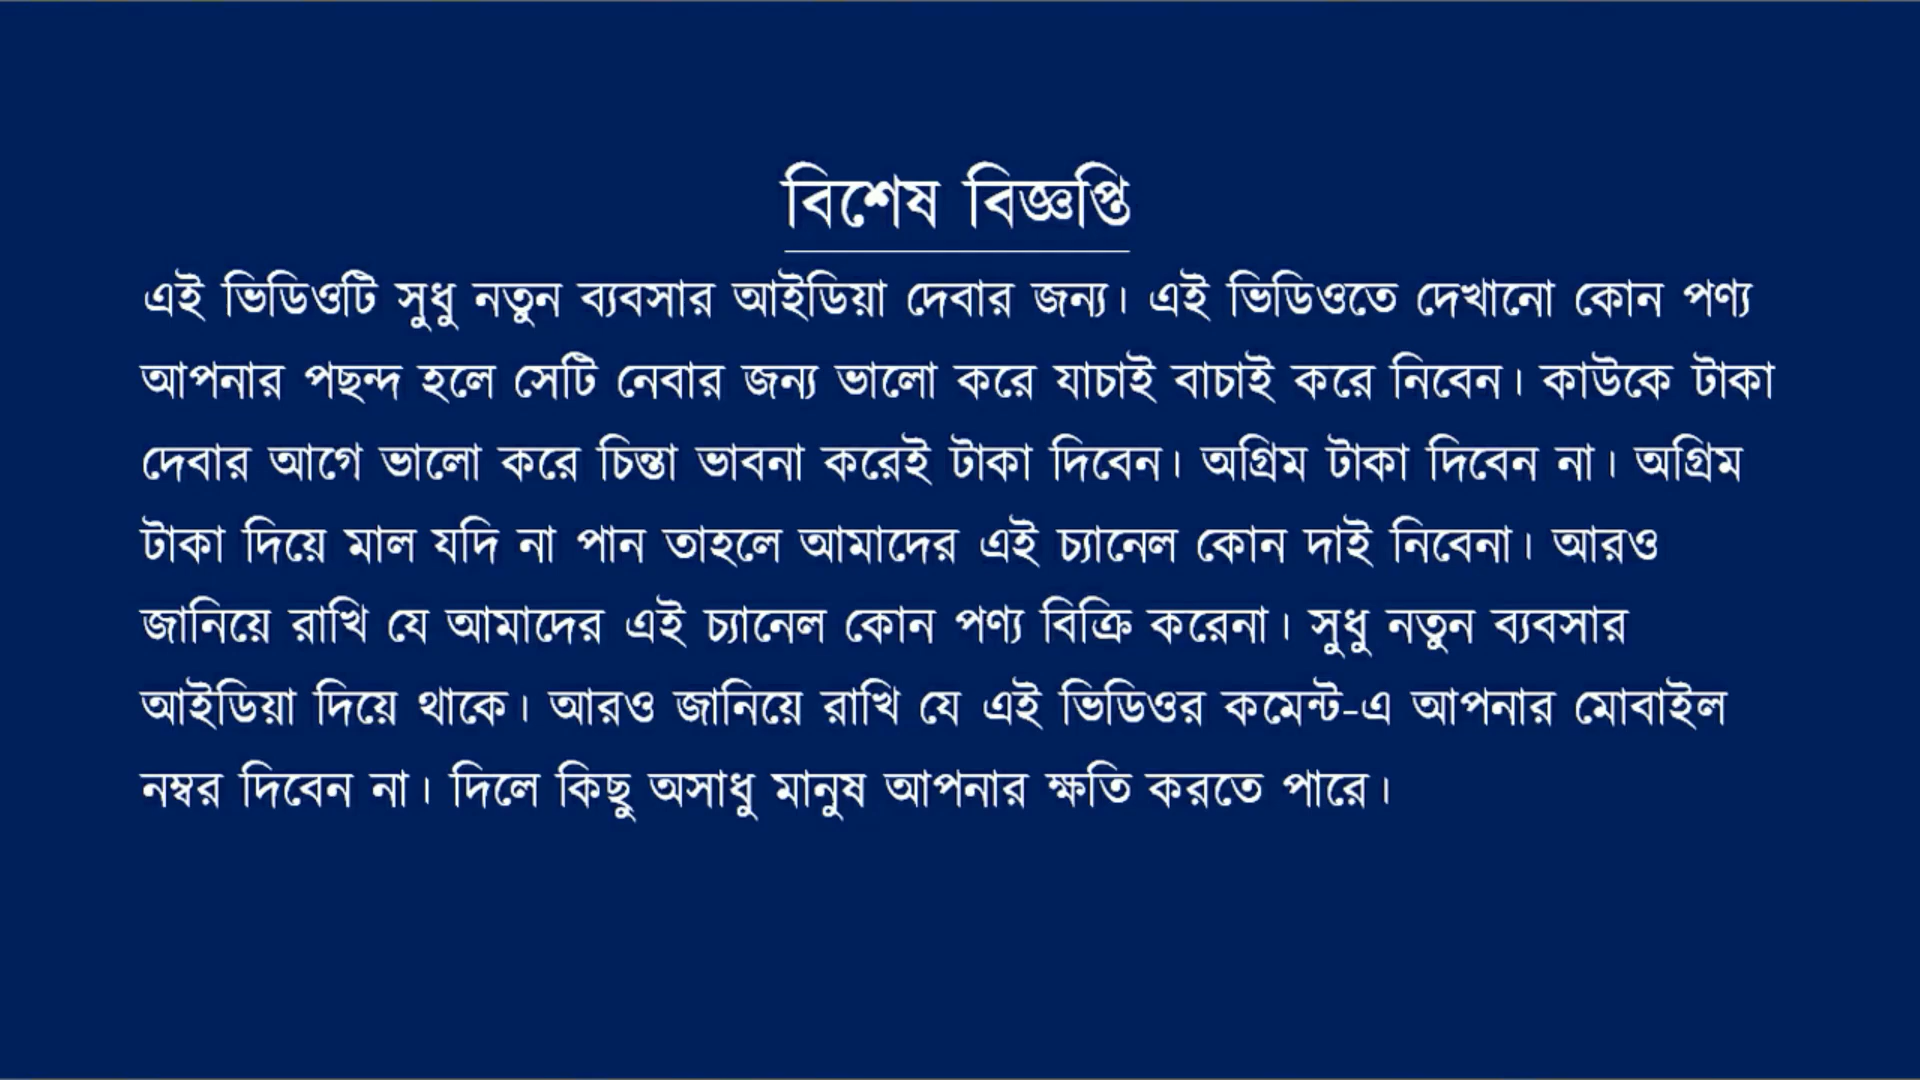 বিশেষ বিজ্ঞপ্তি
এই ভিডিওটি সুধু নতুন ব্যবসার আইডিয়া দেবার জন্য। এই ভিডিওতে দেখানো কোন পণ্য
আপনার পছন্দ হলে সেটি নেবার জন্য ভালো করে যাচাই বাচাই করে নিবেন। কাউকে টাকা
দেবার আগে ভালো করে চিন্তা ভাবনা করেই টাকা দিবেন। অগ্রিম টাকা দিবেন না। অগ্রিম
টাকা দিয়ে মাল যদি না পান তাহলে আমাদের এই চ্যানেল কোন দাই নিবেনা। আরও
জানিয়ে রাখি যে আমাদের এই চ্যানেল কোন পণ্য বিক্রি করেনা। সুধু নতুন ব্যবসার
আইডিয়া দিয়ে থাকে। আরও জানিয়ে রাখি যে এই ভিডিওর কমেন্ট-এ আপনার মোবাইল
নম্বর দিবেন না। দিলে কিছু অসাধু মানুষ আপনার ক্ষতি করতে পারে।